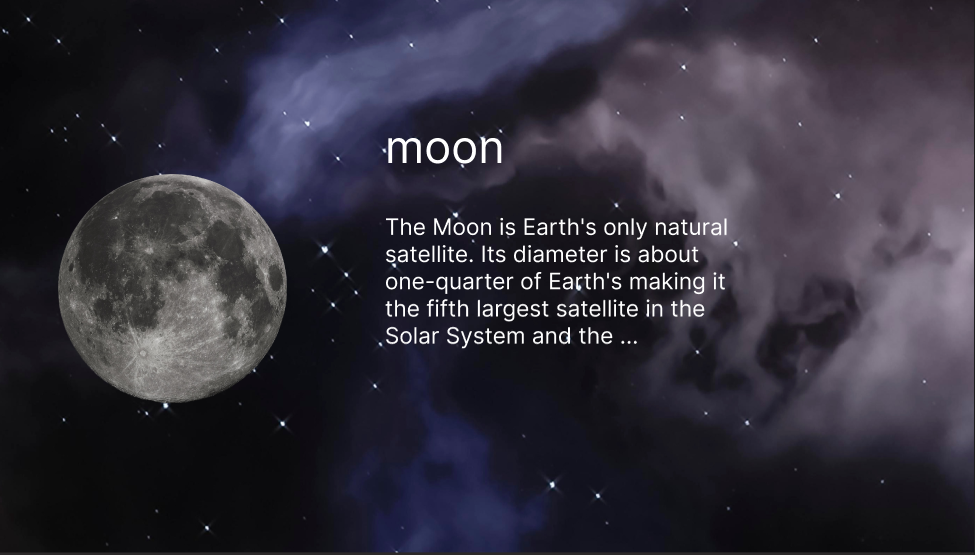 moon
The Moon is Earth's only natural
satellite. Its diameter is about
one-quarter of Earth's making it
the fifth largest satellite in the
Solar System and the ...